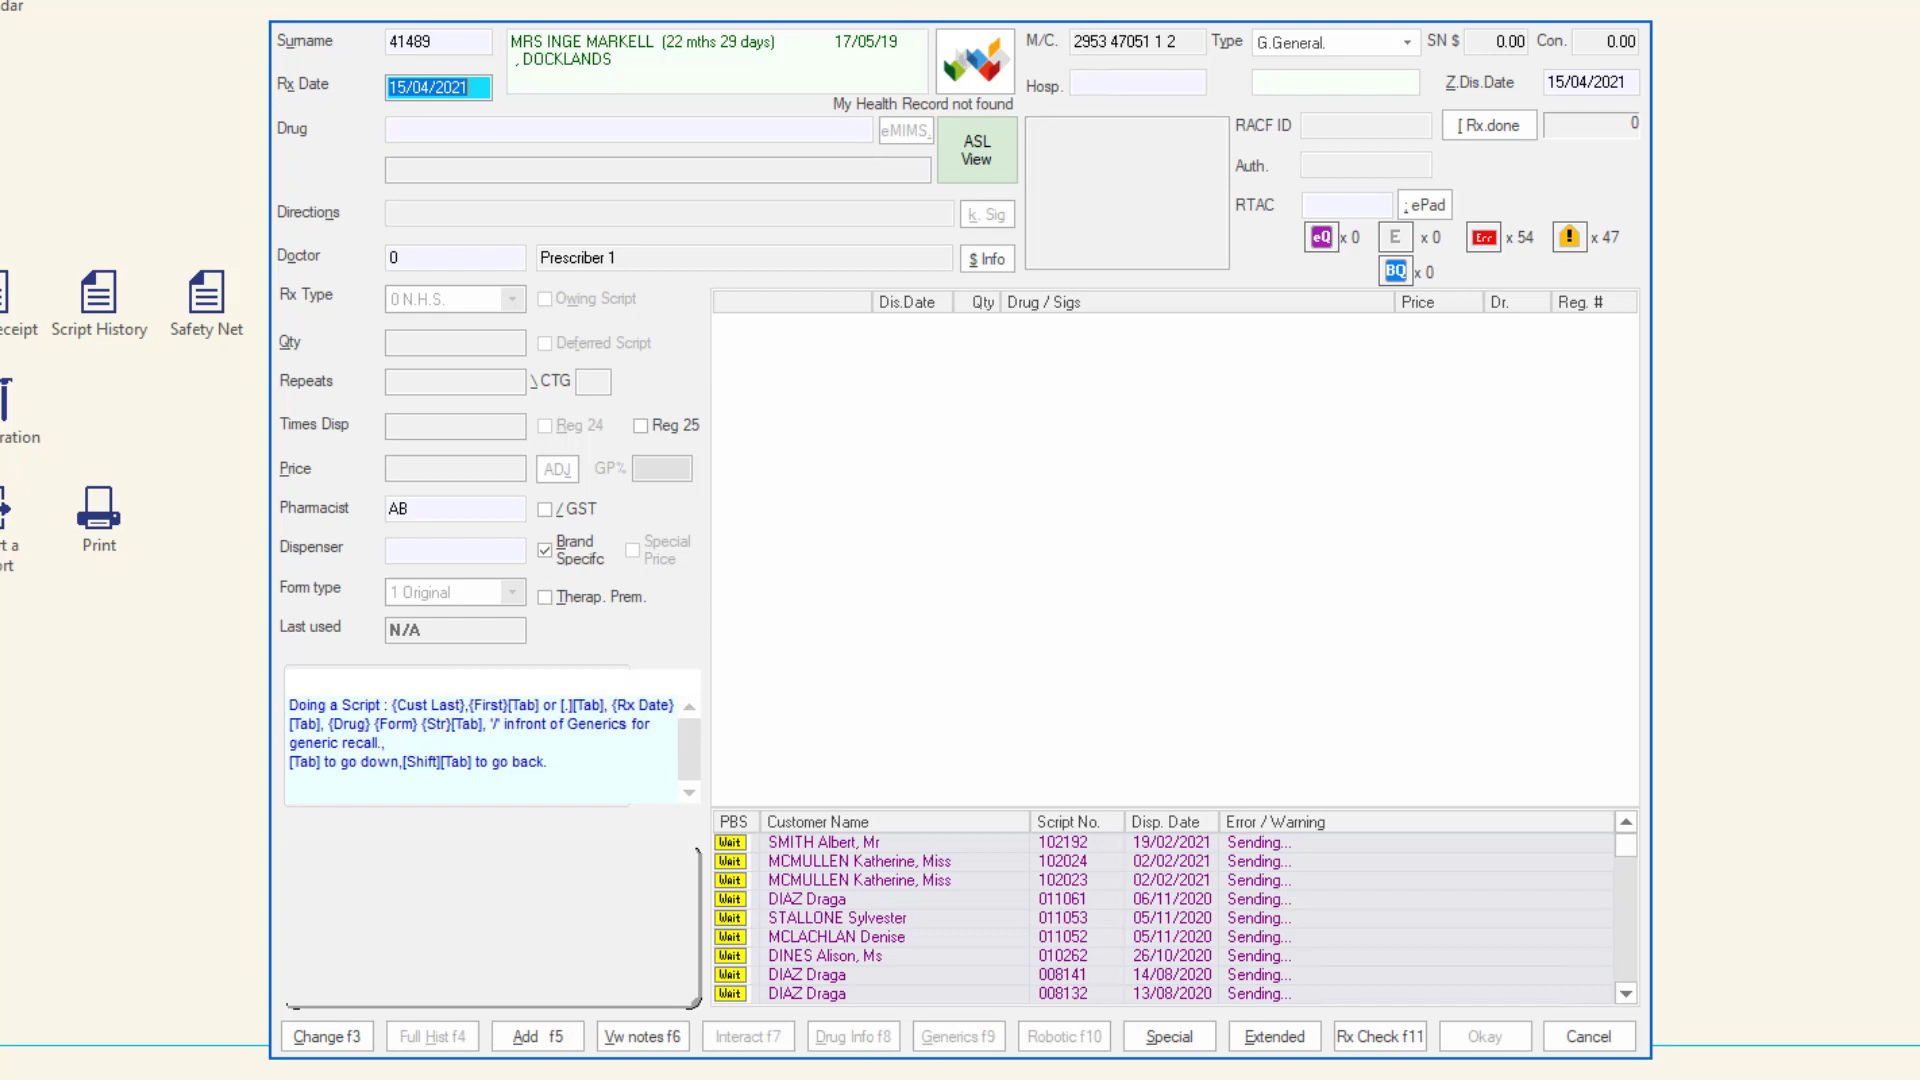 dar
Surname
41489
MRS INGE MARKELL (22 mths 29 days) 17/05/19
, DOCKLANDS
M/C. 2953 47051 1 2 Type G.General. SN $ 0.00 Con. 0.00
Rx Date 15/04/2021
Hosp. Z.Dis.Date 15/04/2021
My Health Record not found
Drug eMIMS.
ASL
View
RACF ID [ Rx.done 0
Auth.
Directions k. Sig
RTAC ; ePad
eQ x 0 E x 0 Err x 54 ! x 47
BQ x 0
Doctor 0 Prescriber 1 $ Info
Rx Type 0 N.H.S. Owing Script
Dis.Date Qty Drug / Sigs Price Dr. Reg. #
eceipt Script History Safety Net
Qty Deferred Script
Repeats \ CTG
Times Disp Reg 24 Reg 25
ration
Price ADJ GP%
Pharmacist AB / GST
Dispenser Brand Specifc Special Price
t a
ort
Print
Form type 1 Original Therap. Prem.
Last used N/A
Doing a Script : {Cust Last},{First}[Tab] or [.][Tab], {Rx Date}
[Tab], {Drug} {Form} {Str}[Tab], '/' infront of Generics for
generic recall.,
[Tab] to go down,[Shift][Tab] to go back.
PBS Customer Name Script No. Disp. Date Error / Warning
Wait SMITH Albert, Mr 102192 19/02/2021 Sending...
Wait MCMULLEN Katherine, Miss 102024 02/02/2021 Sending...
Wait MCMULLEN Katherine, Miss 102023 02/02/2021 Sending...
Wait DIAZ Draga 011061 06/11/2020 Sending...
Wait STALLONE Sylvester 011053 05/11/2020 Sending...
Wait MCLACHLAN Denise 011052 05/11/2020 Sending...
Wait DINES Alison, Ms 010262 26/10/2020 Sending...
Wait DIAZ Draga 008141 14/08/2020 Sending...
Wait DIAZ Draga 008132 13/08/2020 Sending...
Change f3 Full Hist f4 Add f5 Vw notes f6 Interact f7 Drug Info f8 Generics f9 Robotic f10 Special Extended Rx Check f11 Okay Cancel